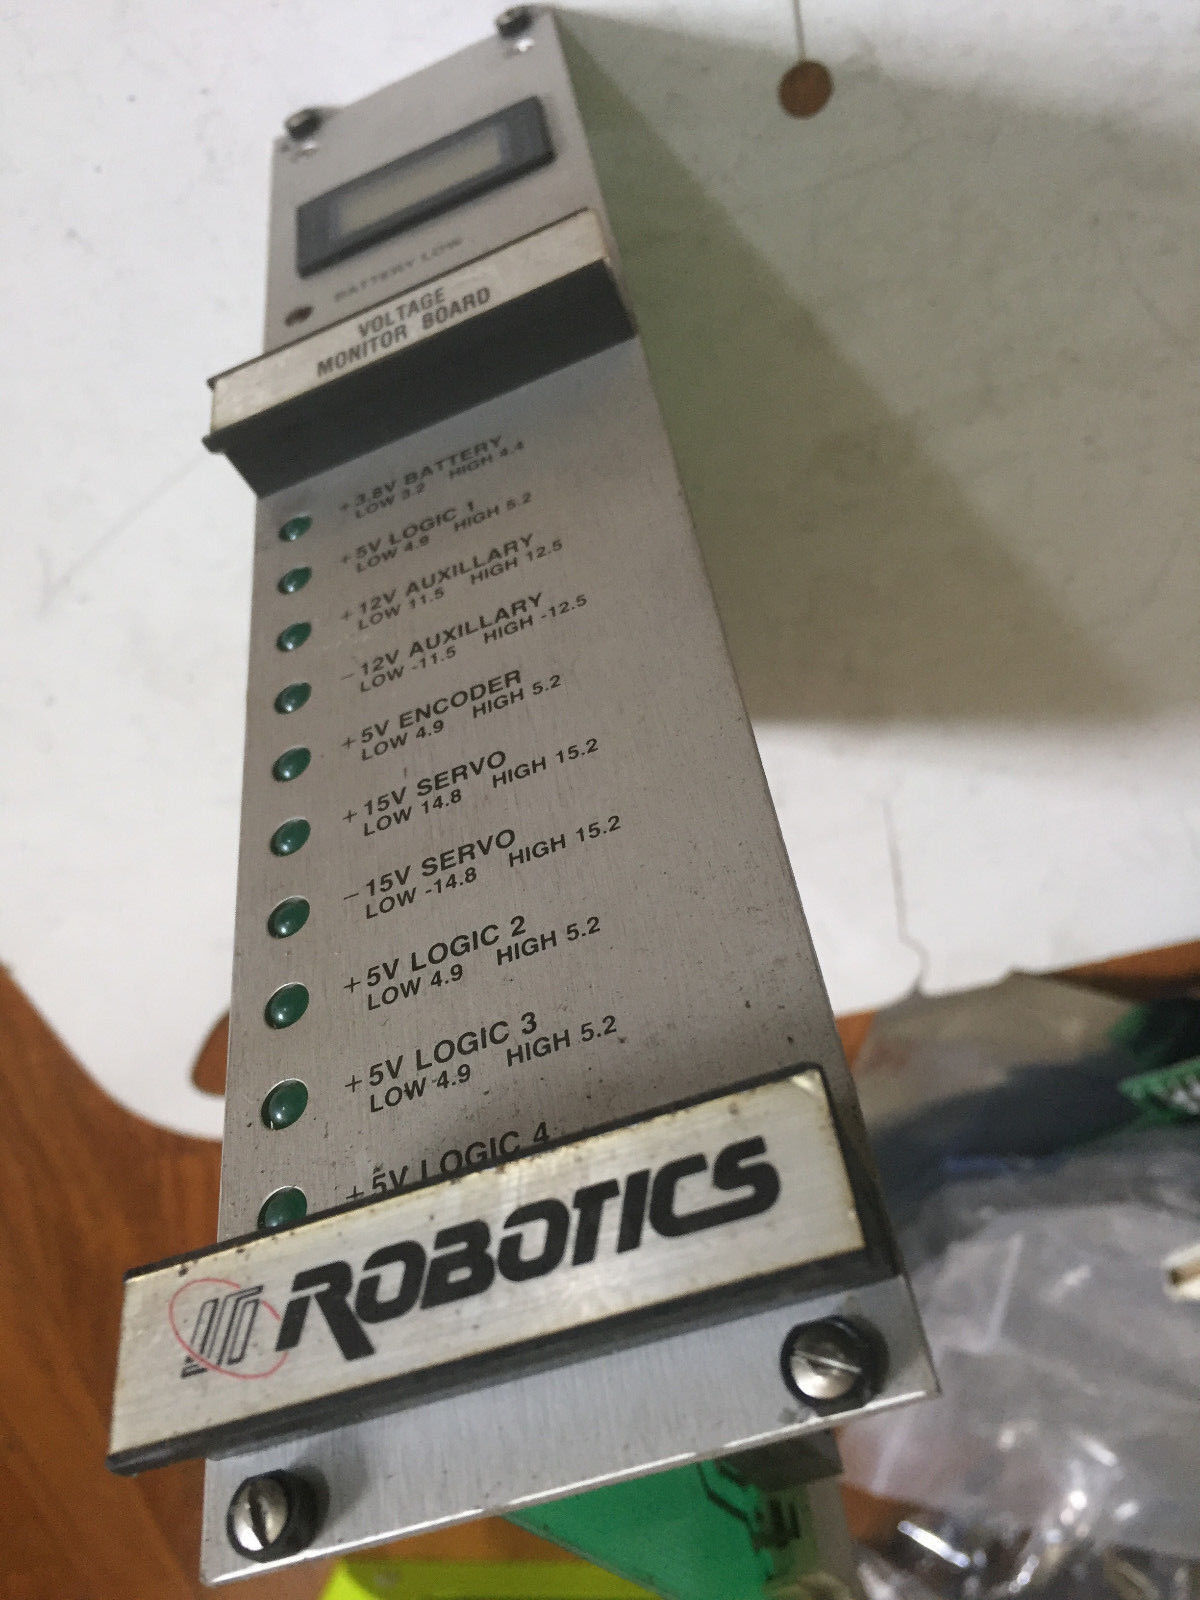 BATTERY LOW
VOLTAGE
MONITOR BOARD
+3.8V BATTERY
LOW 3.2 HIGH 4.4
+5V LOGIC 1
LOW 4.9 HIGH 5.2
+12V AUXILLARY
LOW 11.5 HIGH 12.5
-12V AUXILLARY
LOW -11.5 HIGH -12.5
+5V ENCODER
LOW 4.9 HIGH 5.2
+15V SERVO
LOW 14.8 HIGH 15.2
-15V SERVO
LOW -14.8 HIGH 15.2
+5V LOGIC 2
LOW 4.9 HIGH 5.2
+5V LOGIC 3
LOW 4.9 HIGH 5.2
+5V LOGIC 4
ROBOTICS